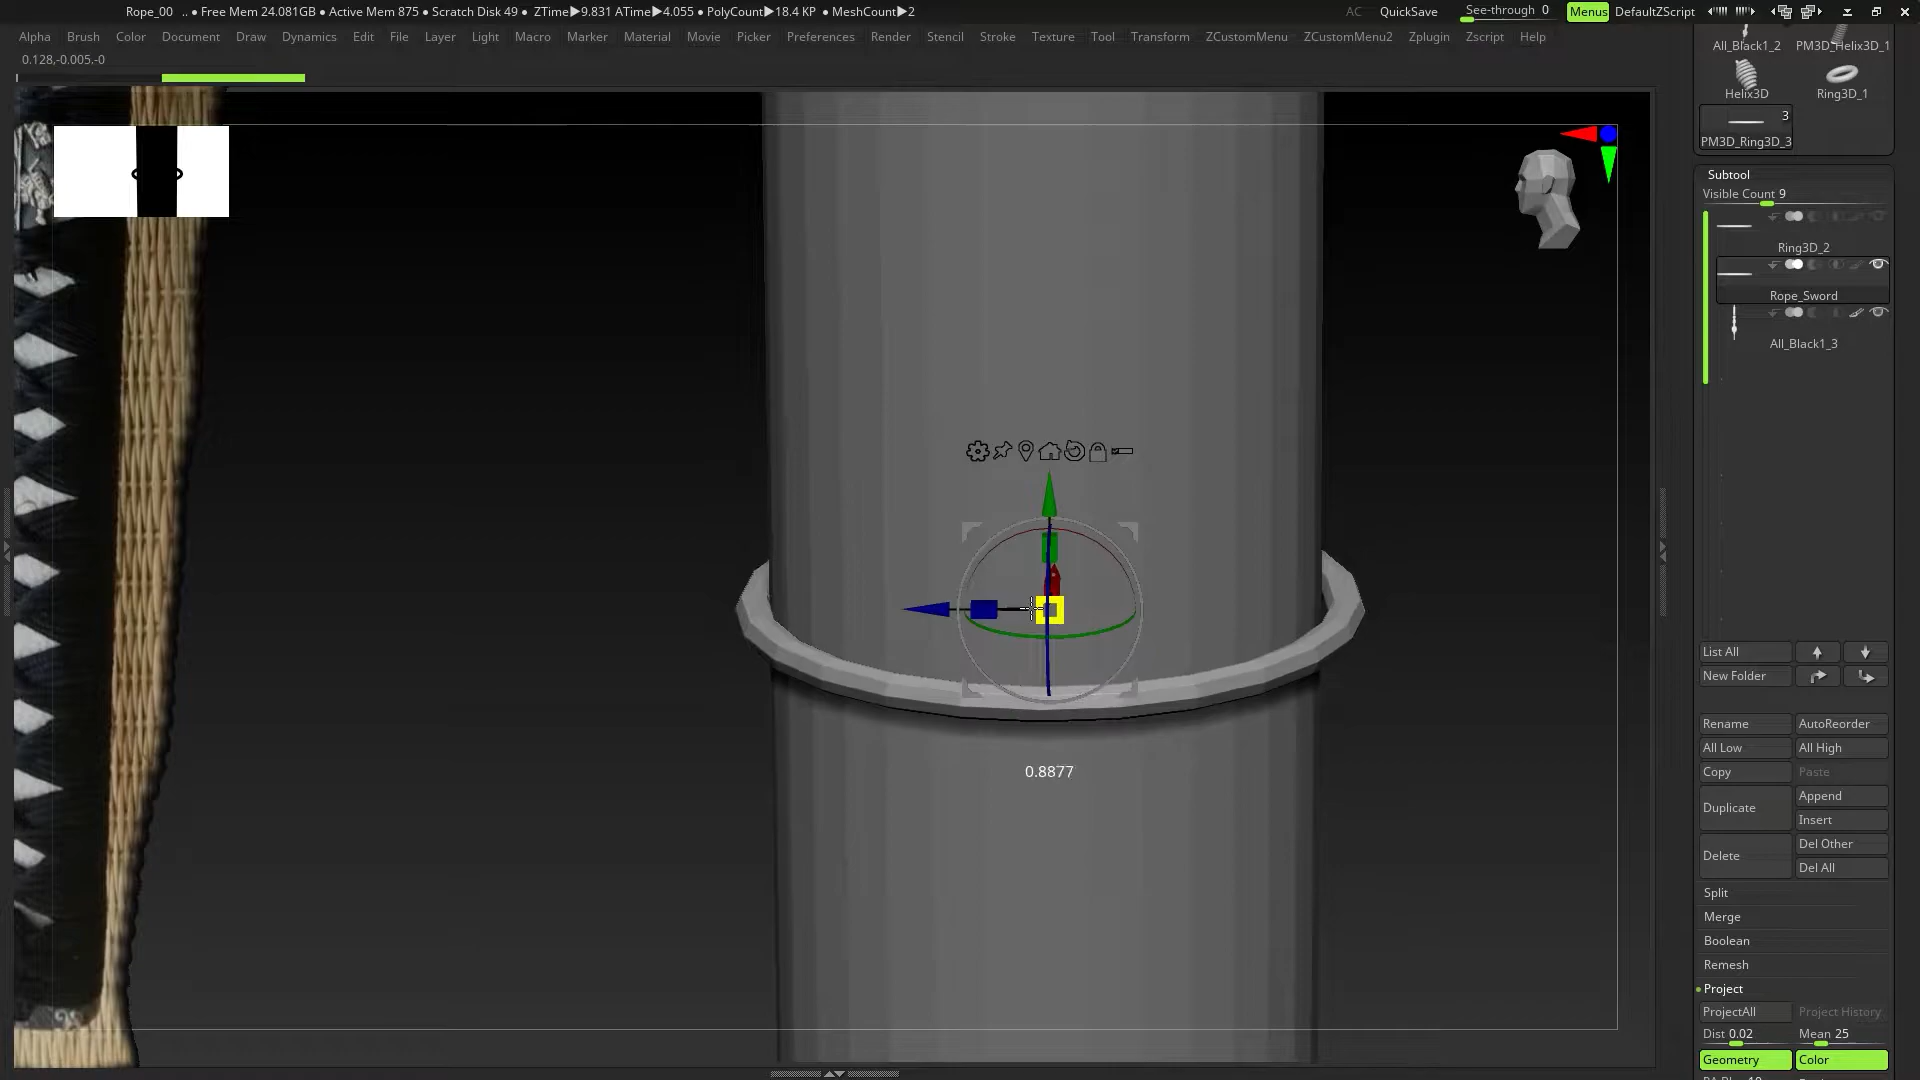 Rope_00 .. ● Free Mem 24.081GB ● Active Mem 875 ● Scratch Disk 49 ● ZTime▶9.831 ATime▶4.055 ● PolyCount▶18.4 KP ● MeshCount▶2
AC QuickSave See-through 0 Menus DefaultZScript
Alpha Brush Color Document Draw Dynamics Edit File Layer Light Macro Marker Material Movie Picker Preferences Render Stencil Stroke Texture Tool Transform ZCustomMenu ZCustomMenu2 Zplugin Zscript Help
0.128,-0.005,-0
All_Black1_2 PM3D_Helix3D_1
Helix3D Ring3D_1
3
PM3D_Ring3D_3
Subtool
Visible Count 9
Ring3D_2
Rope_Sword
All_Black1_3
0.8877
List All
New Folder
Rename AutoReorder
All Low All High
Copy Paste
Duplicate Append
Insert
Delete Del Other
Del All
Split
Merge
Boolean
Remesh
Project
ProjectAll Project History
Dist 0.02 Mean 25
Geometry Color